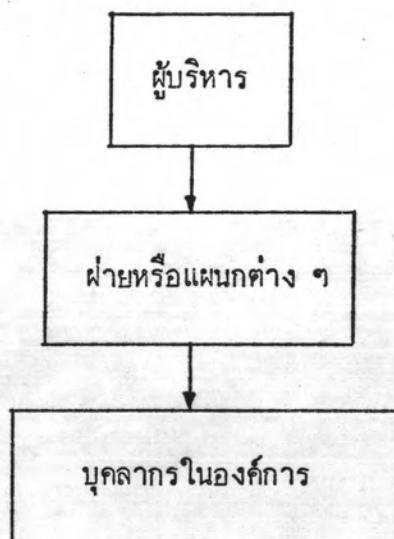 ผู้บริหาร
ฝ่ายหรือแผนกต่าง ๆ
บุคลากรในองค์การ